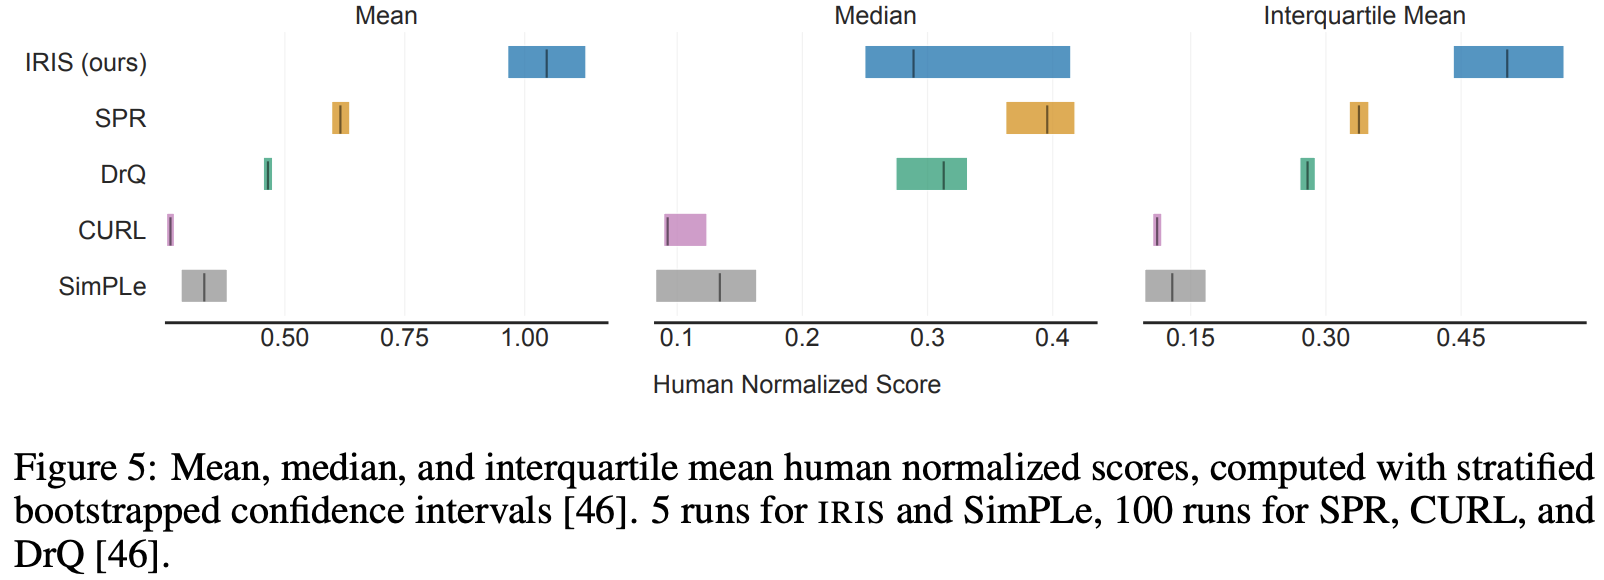 Mean Median Interquartile Mean
IRIS (ours)
SPR
DrQ
CURL
SimPLe
0.50 0.75 1.00 0.1 0.2 0.3 0.4 0.15 0.30 0.45
Human Normalized Score
Figure 5: Mean, median, and interquartile mean human normalized scores, computed with stratified
bootstrapped confidence intervals [46]. 5 runs for IRIS and SimPLe, 100 runs for SPR, CURL, and
DrQ [46].